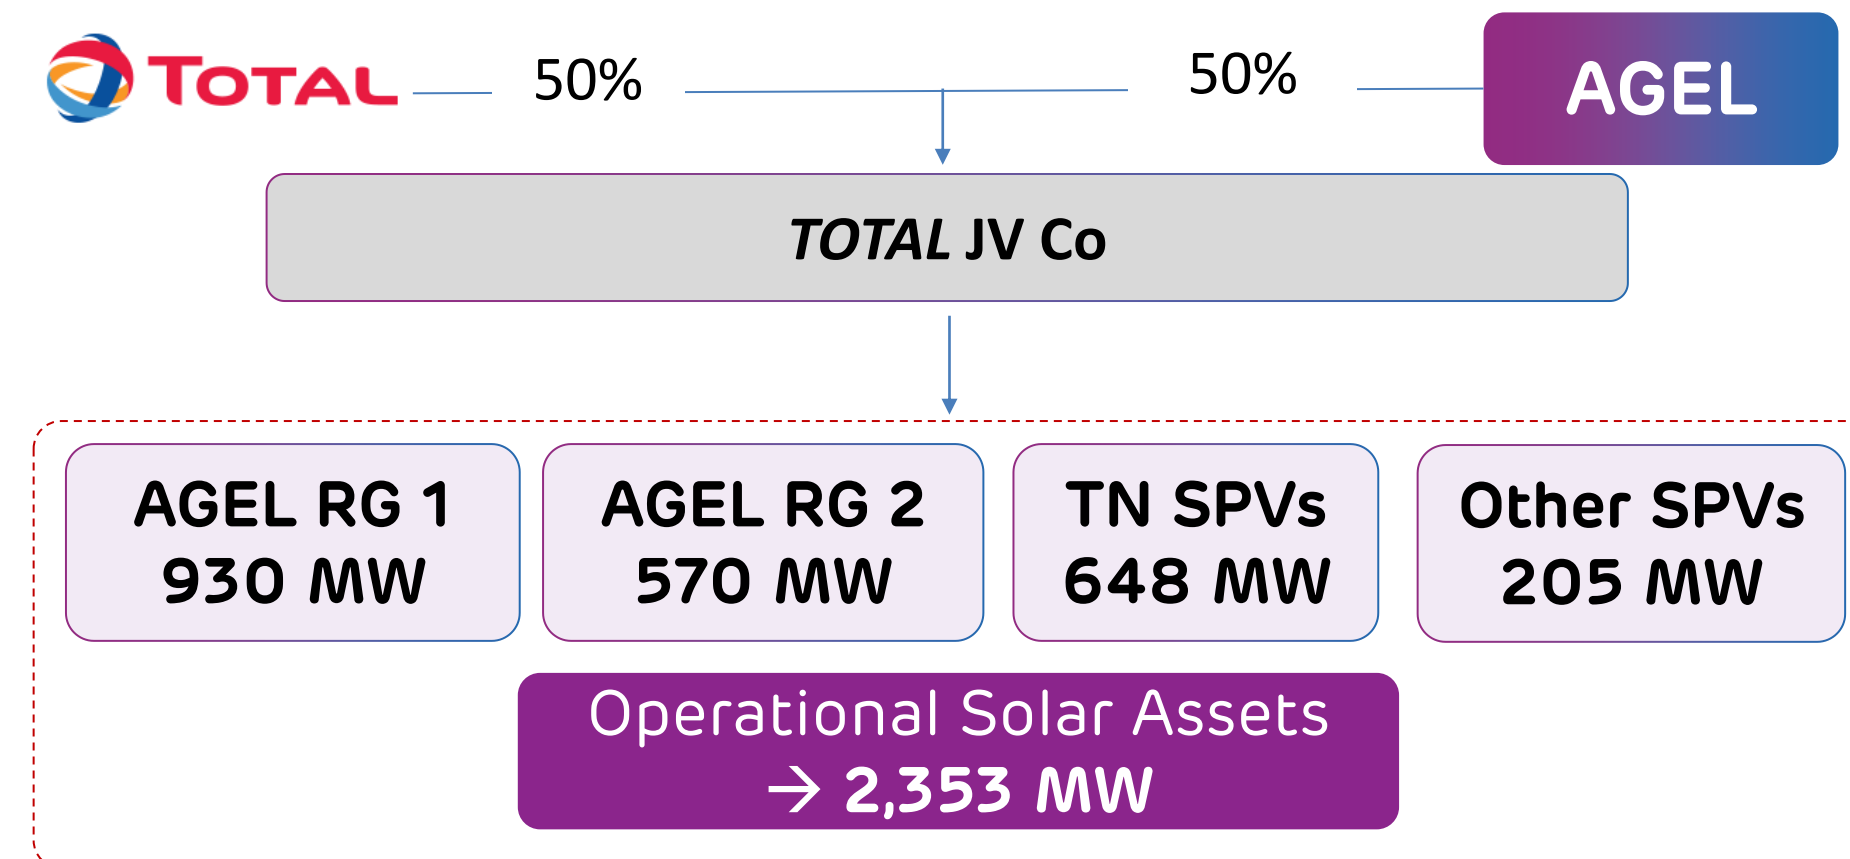 TOTAL
50%
50%
AGEL
TOTAL JV Co
AGEL RG 1
930 MW
AGEL RG 2
570 MW
TN SPVs
648 MW
Other SPVs
205 MW
Operational Solar Assets
→ 2,353 MW